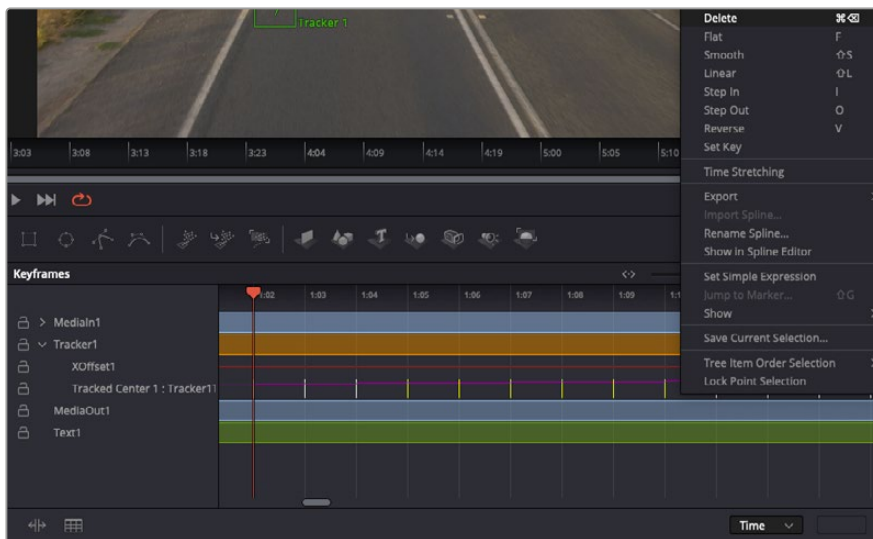 Tracker 1
Delete ⌘⌫
Flat F
Smooth ⇧S
Linear ⇧L
Step In I
Step Out O
Reverse V
Set Key
Time Stretching
Export
Import Spline...
Rename Spline...
Show in Spline Editor
Set Simple Expression
Jump to Marker... ⇧G
Show
Save Current Selection...
Tree Item Order Selection
Lock Point Selection
3:03 3:08 3:13 3:18 3:23 4:04 4:09 4:14 4:19 5:00 5:05 5:10
Keyframes
1:02 1:03 1:04 1:05 1:06 1:07 1:08 1:09
MediaIn1
Tracker1
XOffset1
Tracked Center 1 : Tracker11
MediaOut1
Text1
Time